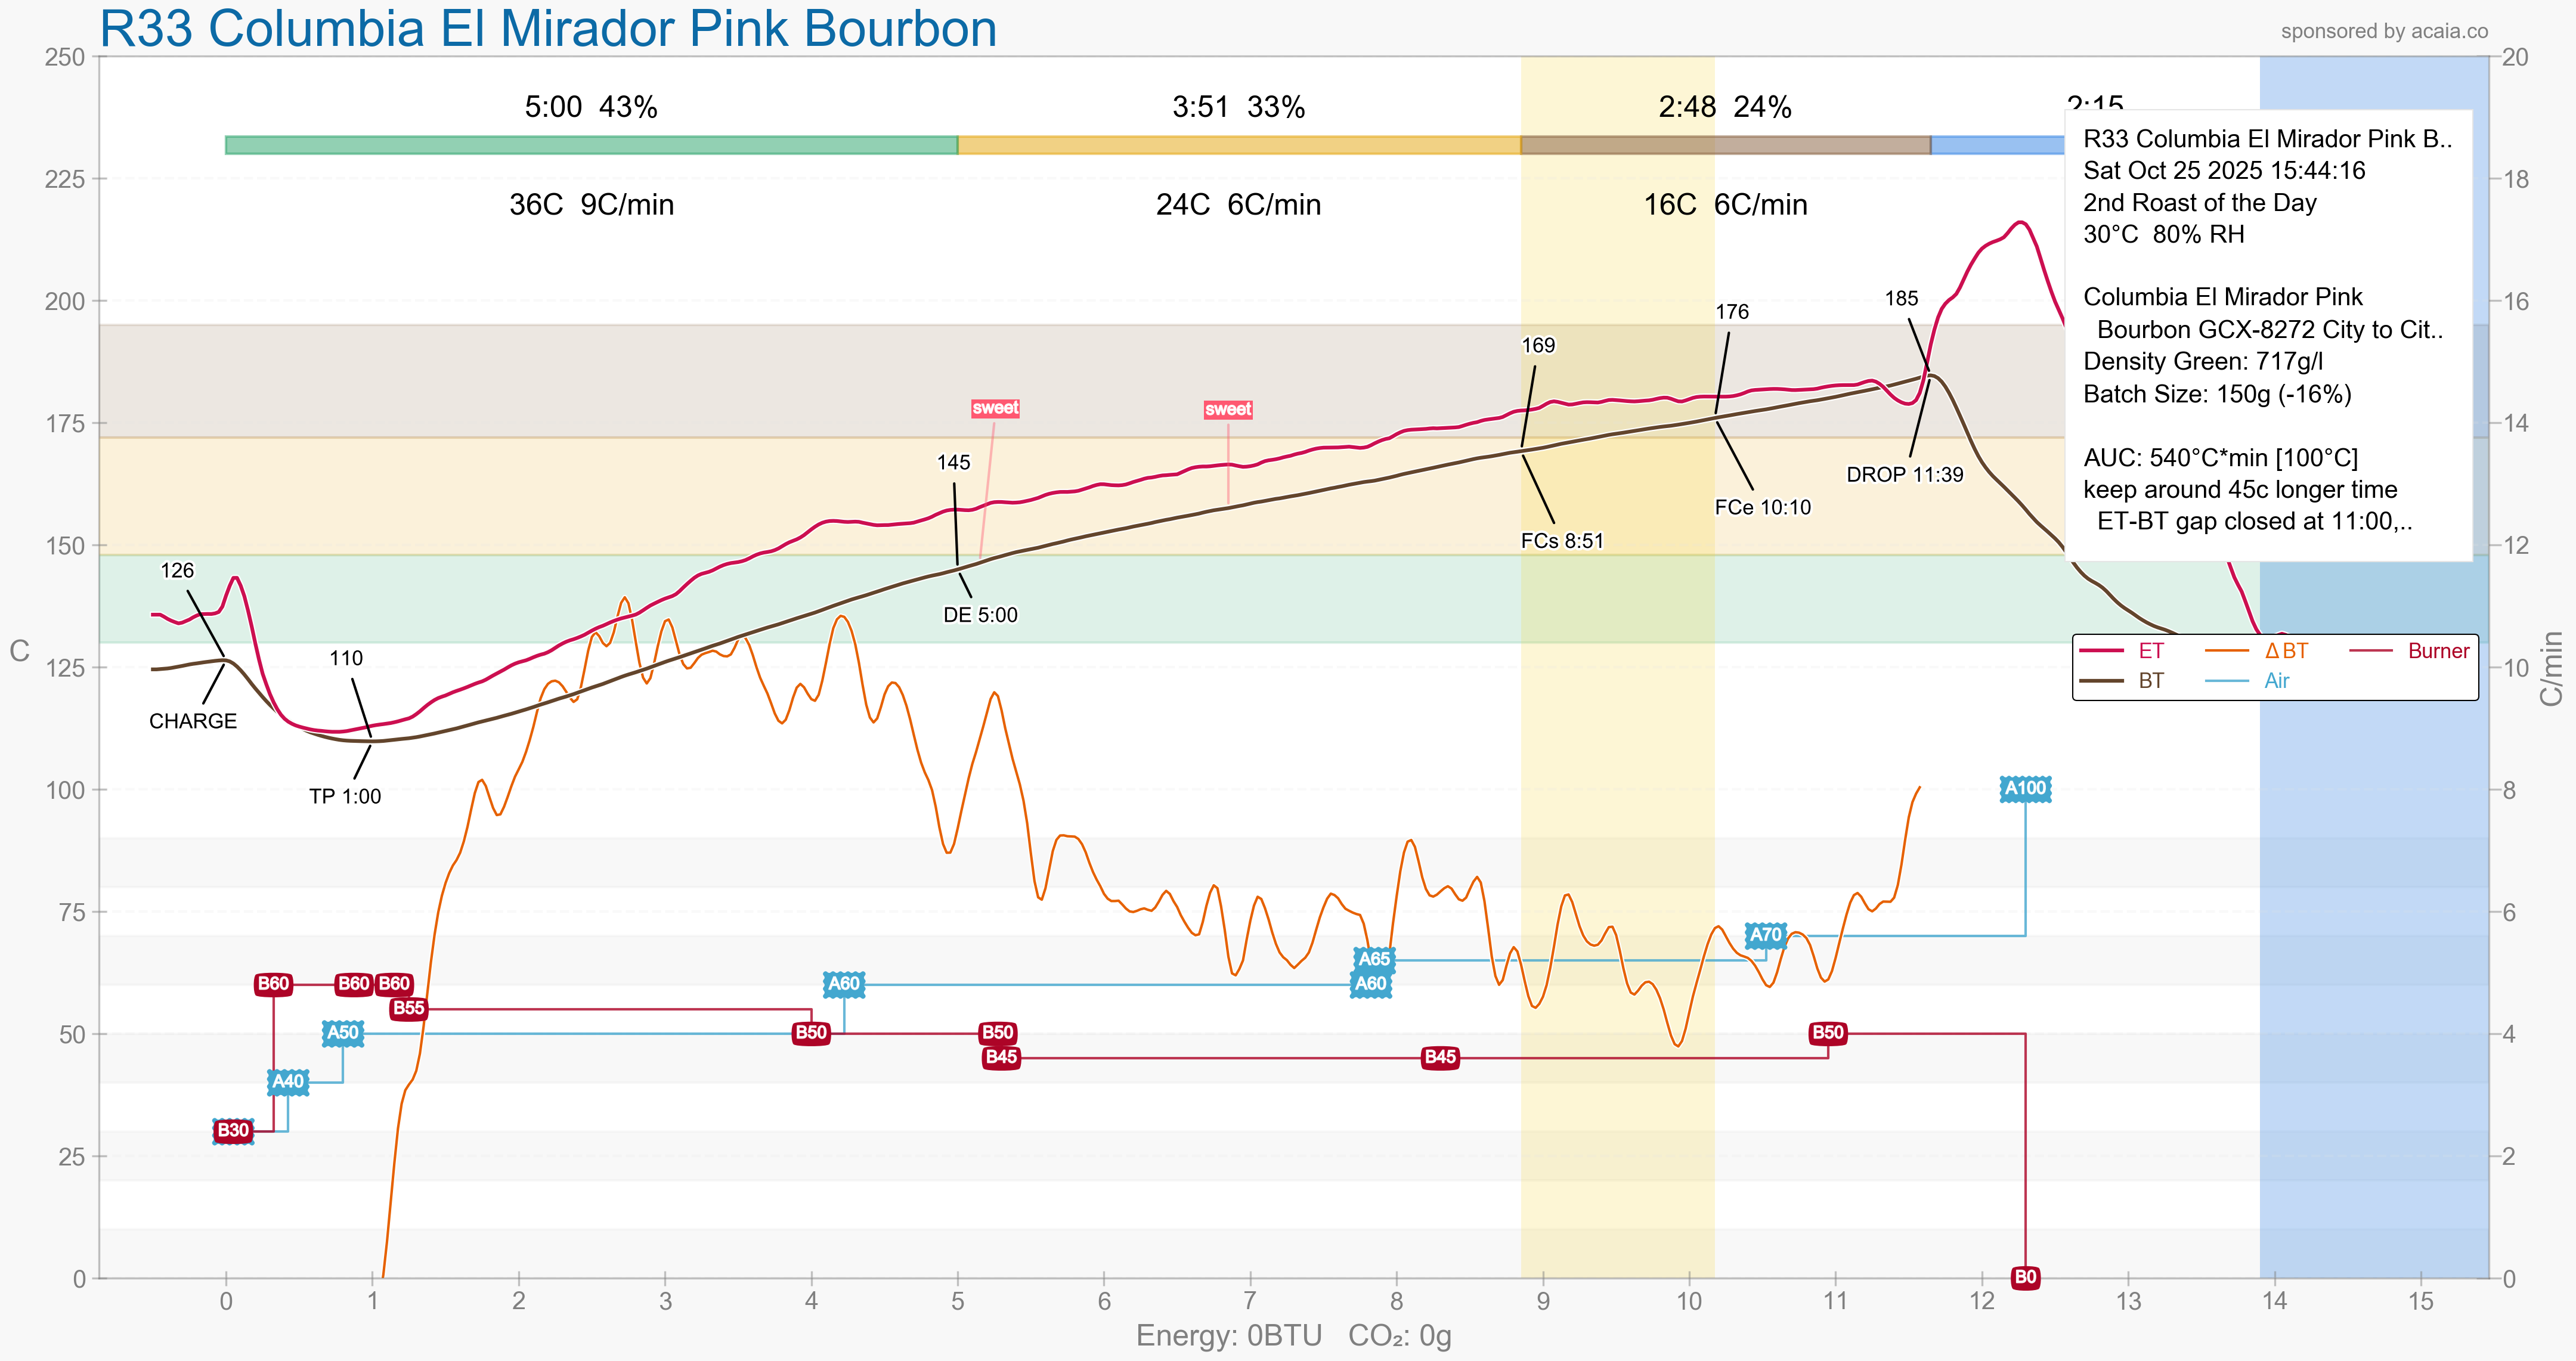 R33 Columbia El Mirador Pink Bourbon
sponsored by acaia.co
250
225
200
175
150
125
100
75
50
25
0
C
20
18
16
14
12
10
8
6
4
2
0
C/min
5:00 43%
3:51 33%
2:48 24%
2:15
36C 9C/min
24C 6C/min
16C 6C/min
R33 Columbia El Mirador Pink B..
Sat Oct 25 2025 15:44:16
2nd Roast of the Day
30°C 80% RH
Columbia El Mirador Pink
Bourbon GCX-8272 City to Cit..
Density Green: 717g/l
Batch Size: 150g (-16%)
AUC: 540°C*min [100°C]
keep around 45c longer time
ET-BT gap closed at 11:00,..
126
CHARGE
110
TP 1:00
145
DE 5:00
sweet
sweet
169
FCs 8:51
176
FCe 10:10
185
DROP 11:39
ET
BT
Δ BT
Air
Burner
B30
B60
B60
B60
B55
B50
B50
B45
B45
B50
B0
A40
A50
A60
A60
A65
A70
A100
0 1 2 3 4 5 6 7 8 9 10 11 12 13 14 15
Energy: 0BTU CO₂: 0g